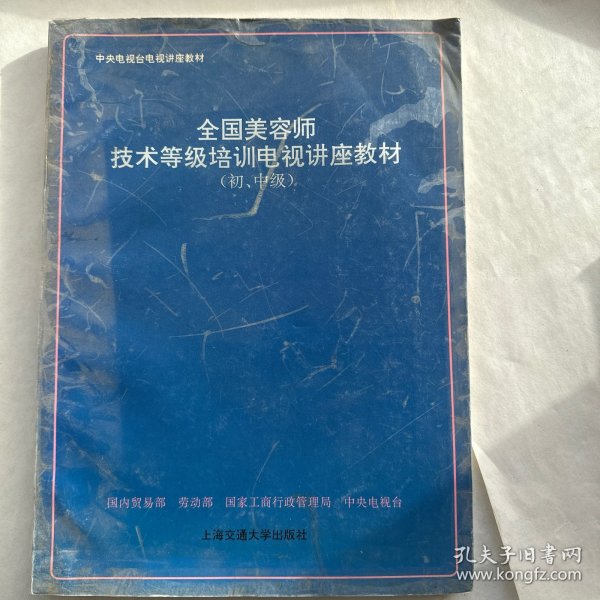 中央电视台电视讲座教材
全国美容师
技术等级培训电视讲座教材
（初、中级）
国内贸易部 劳动部 国家工商行政管理局 中央电视台
上海交通大学出版社
孔夫子旧书网
www.kongfz.com